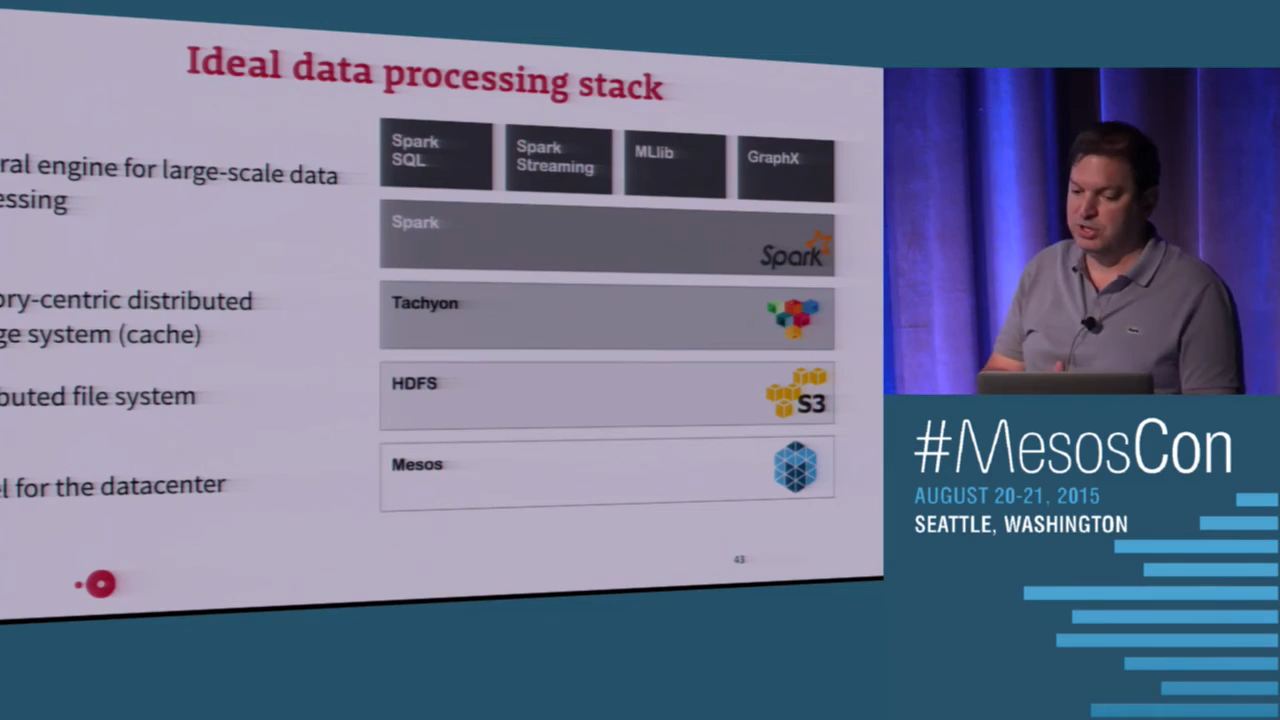 Ideal data processing stack
ral engine for large-scale data
essing
ory-centric distributed
ge system (cache)
buted file system
l for the datacenter
Spark
SQL
Spark
Streaming
MLlib
GraphX
Spark
Spark
Tachyon
HDFS
S3
Mesos
43
#MesosCon
AUGUST 20-21, 2015
SEATTLE, WASHINGTON